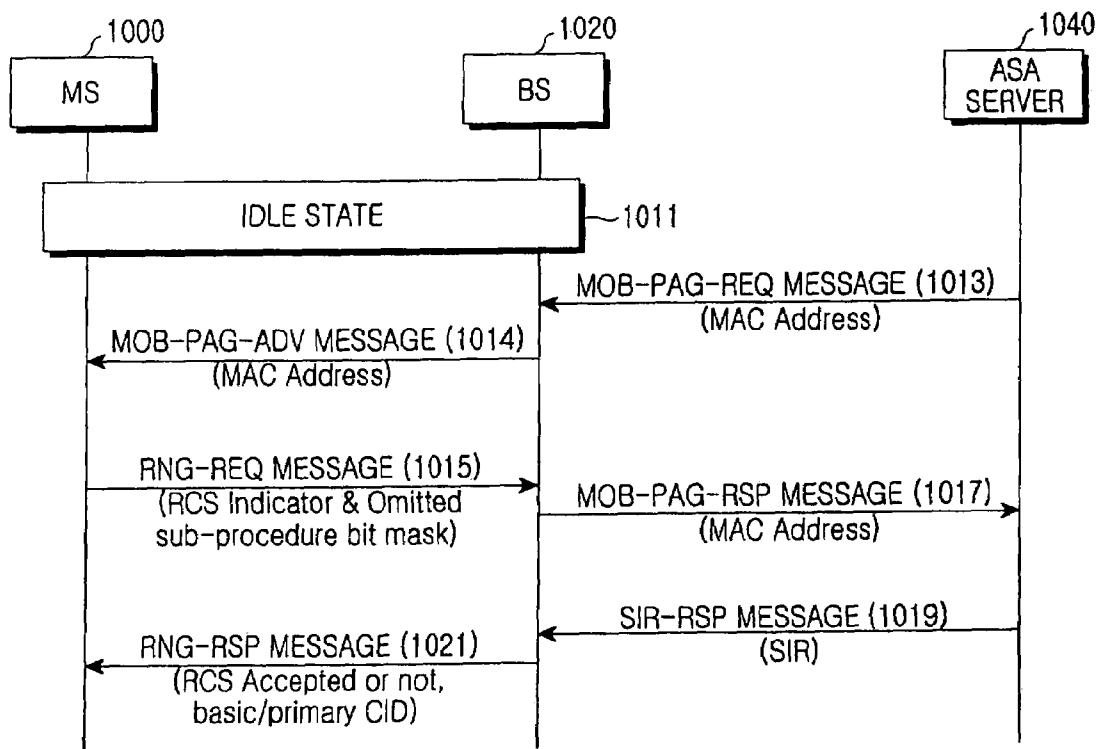 1000
1020
1040
MS
BS
ASA
SERVER
IDLE STATE
1011
MOB-PAG-REQ MESSAGE (1013)
(MAC Address)
MOB-PAG-ADV MESSAGE (1014)
(MAC Address)
RNG-REQ MESSAGE (1015)
(RCS Indicator & Omitted
sub-procedure bit mask)
MOB-PAG-RSP MESSAGE (1017)
(MAC Address)
SIR-RSP MESSAGE (1019)
(SIR)
RNG-RSP MESSAGE (1021)
(RCS Accepted or not,
basic/primary CID)